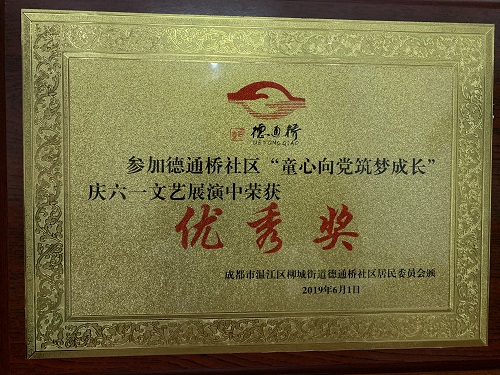 德通桥
DETONGQIAO
参加德通桥社区“童心向党筑梦成长”
庆六一文艺展演中荣获
优秀奖
成都市温江区柳城街道德通桥社区居民委员会颁
2019年6月1日